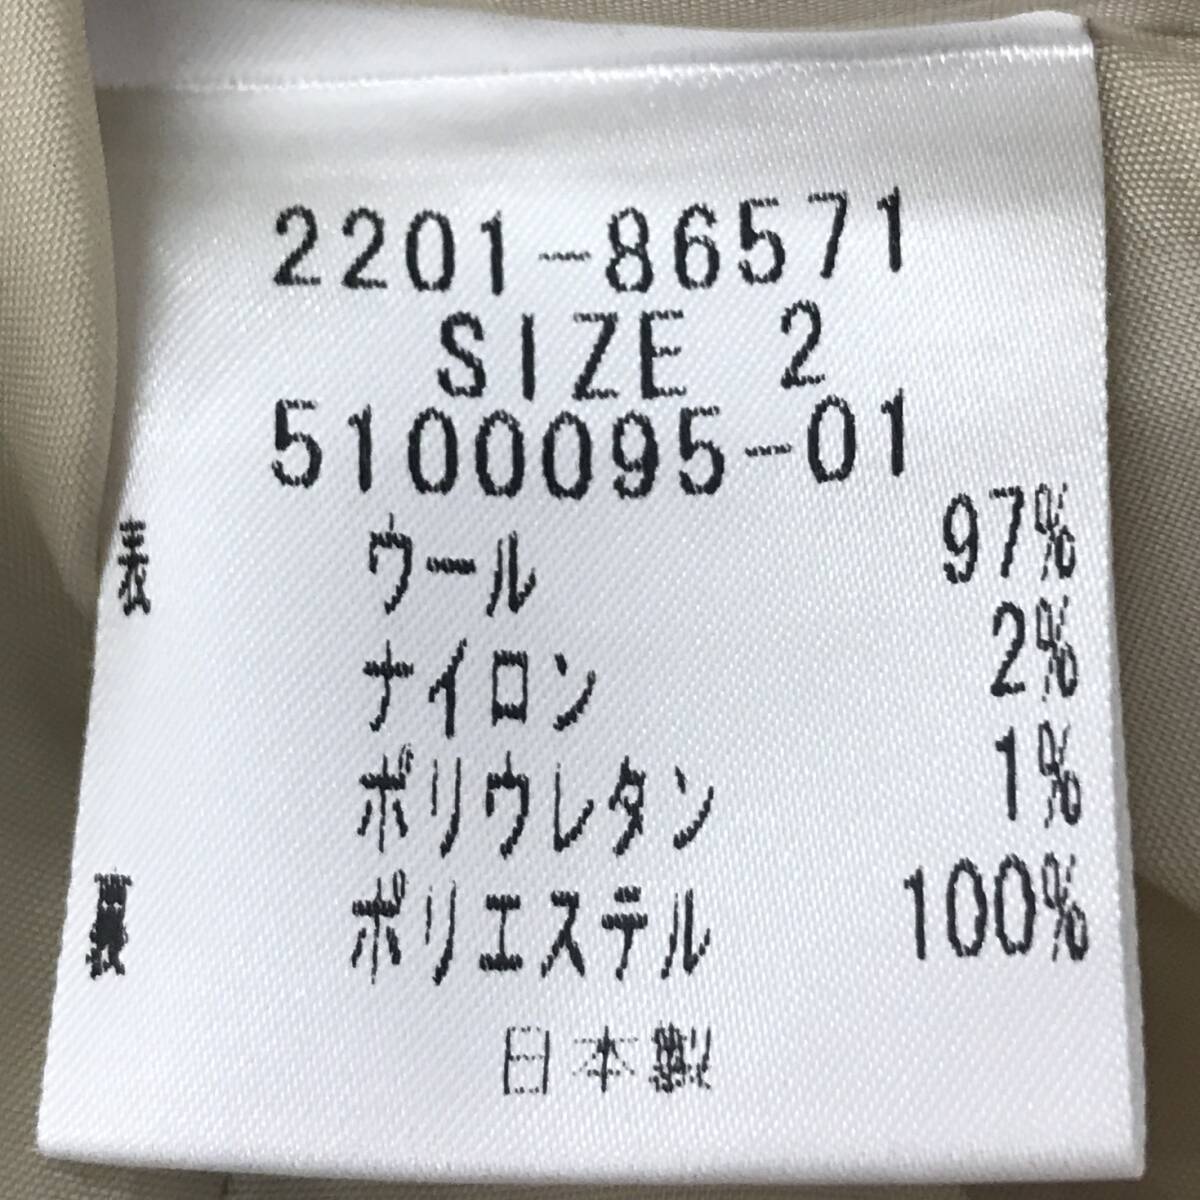 2201-86571
SIZE 2
5100095-01
表 ウール 97%
ナイロン 2%
ポリウレタン 1%
裏 ポリエステル 100%
日本製